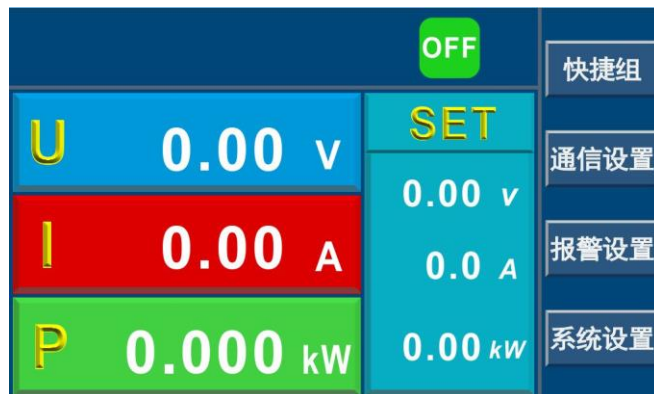 OFF
快捷组
U 0.00 V
SET
通信设置
0.00 V
I 0.00 A
0.0 A
报警设置
P 0.000 kW
0.00 kW
系统设置